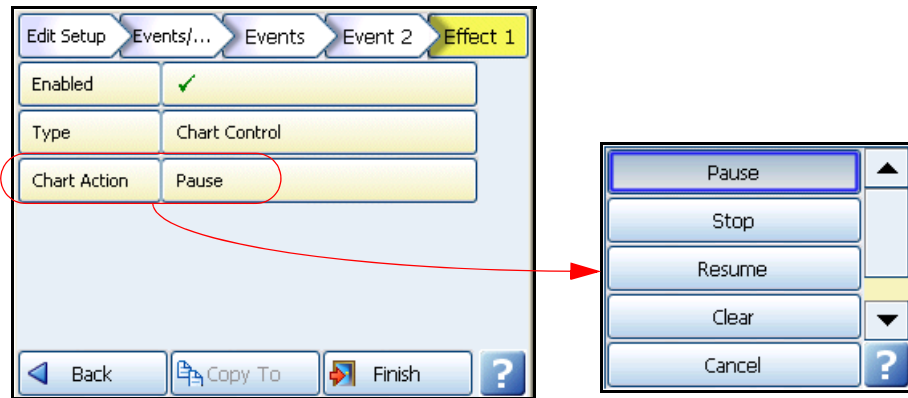 Edit Setup Events/... Events Event 2 Effect 1
Enabled ✓
Type Chart Control
Chart Action Pause
Back Copy To Finish ?
Pause
Stop
Resume
Clear
Cancel ?